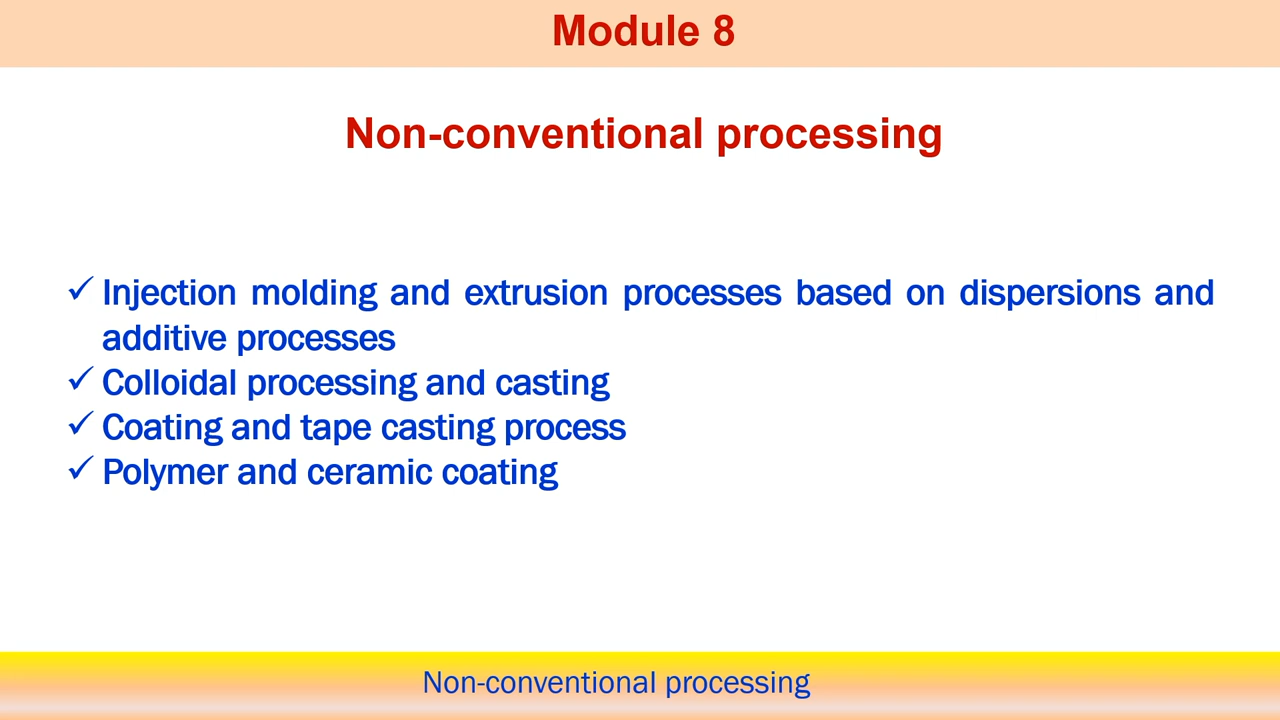 Module 8
Non-conventional processing
✓ Injection molding and extrusion processes based on dispersions and
additive processes
✓ Colloidal processing and casting
✓ Coating and tape casting process
✓ Polymer and ceramic coating
Non-conventional processing